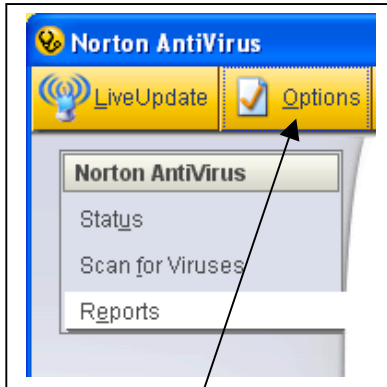 Norton AntiVirus
LiveUpdate Options
Norton AntiVirus
Status
Scan for Viruses
Reports